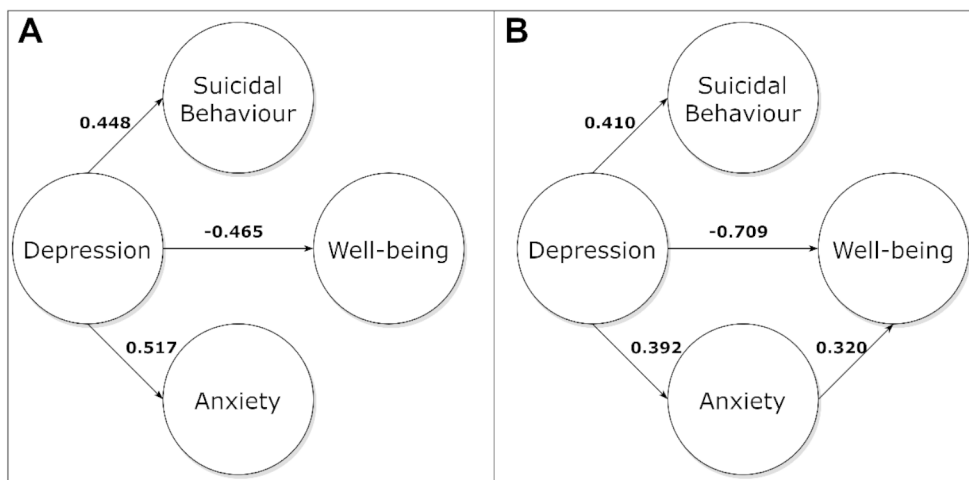 A
Suicidal
Behaviour
0.448
Depression
-0.465
Well-being
0.517
Anxiety
B
Suicidal
Behaviour
0.410
Depression
-0.709
Well-being
0.392
0.320
Anxiety